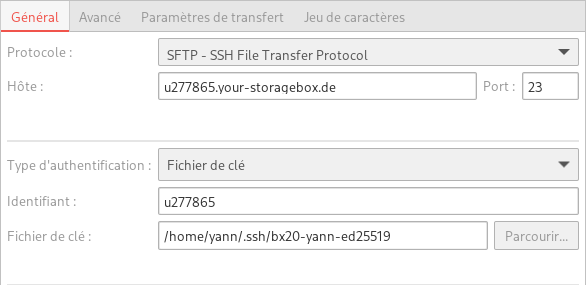 Général Avancé Paramètres de transfert Jeu de caractères
Protocole : SFTP - SSH File Transfer Protocol
Hôte : u277865.your-storagebox.de Port : 23
Type d'authentification : Fichier de clé
Identifiant : u277865
Fichier de clé : /home/yann/.ssh/bx20-yann-ed25519 Parcourir...